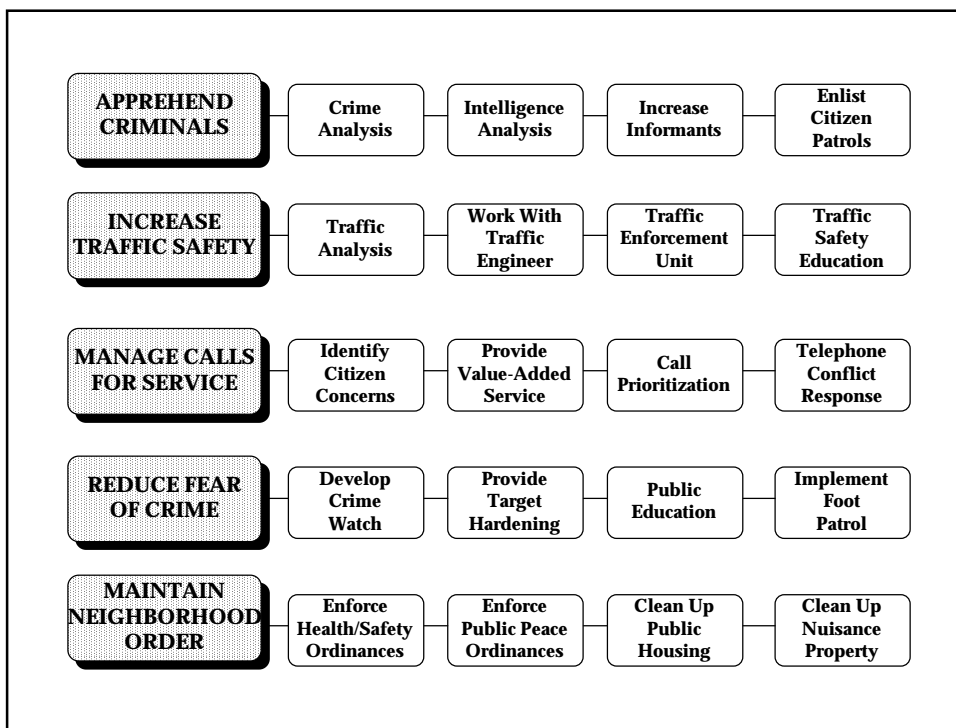 APPREHEND
CRIMINALS
Crime
Analysis
Intelligence
Analysis
Increase
Informants
Enlist
Citizen
Patrols
INCREASE
TRAFFIC SAFETY
Traffic
Analysis
Work With
Traffic
Engineer
Traffic
Enforcement
Unit
Traffic
Safety
Education
MANAGE CALLS
FOR SERVICE
Identify
Citizen
Concerns
Provide
Value-Added
Service
Call
Prioritization
Telephone
Conflict
Response
REDUCE FEAR
OF CRIME
Develop
Crime
Watch
Provide
Target
Hardening
Public
Education
Implement
Foot
Patrol
MAINTAIN
NEIGHBORHOOD
ORDER
Enforce
Health/Safety
Ordinances
Enforce
Public Peace
Ordinances
Clean Up
Public
Housing
Clean Up
Nuisance
Property